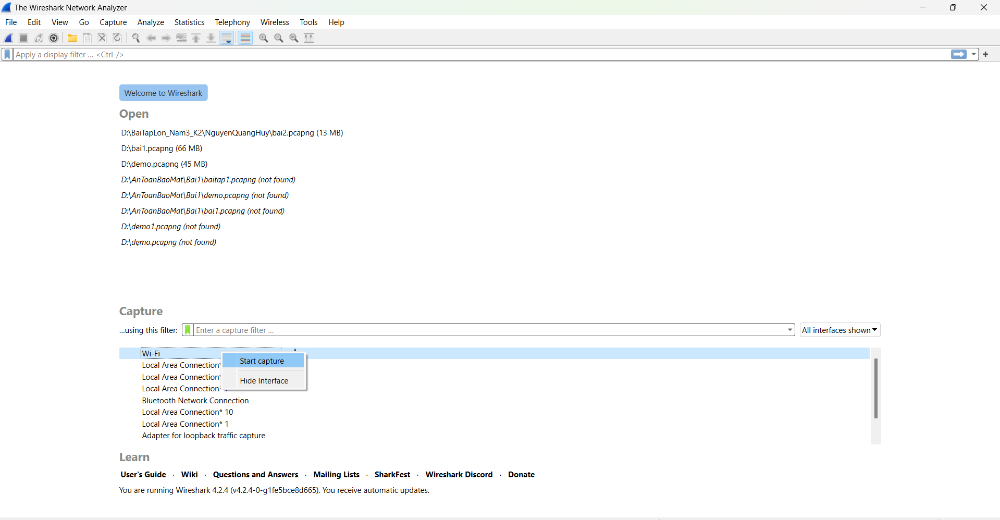 The Wireshark Network Analyzer
File Edit View Go Capture Analyze Statistics Telephony Wireless Tools Help
Apply a display filter ... <Ctrl-/>
Welcome to Wireshark
Open
D:\BaiTapLon_Nam3_K2\NguyenQuangHuy\bai2.pcapng (13 MB)
D:\bai1.pcapng (66 MB)
D:\demo.pcapng (45 MB)
D:\AnToanBaoMat\Bai1\baitap1.pcapng (not found)
D:\AnToanBaoMat\Bai1\demo.pcapng (not found)
D:\AnToanBaoMat\Bai1\bai1.pcapng (not found)
D:\demo1.pcapng (not found)
D:\demo.pcapng (not found)
Capture
...using this filter: Enter a capture filter ... All interfaces shown
Wi-Fi
Start capture
Local Area Connection*
Local Area Connection*
Hide Interface
Local Area Connection*
Bluetooth Network Connection
Local Area Connection* 10
Local Area Connection* 1
Adapter for loopback traffic capture
Learn
User's Guide · Wiki · Questions and Answers · Mailing Lists · SharkFest · Wireshark Discord · Donate
You are running Wireshark 4.2.4 (v4.2.4-0-g1fe5bce8d665). You receive automatic updates.